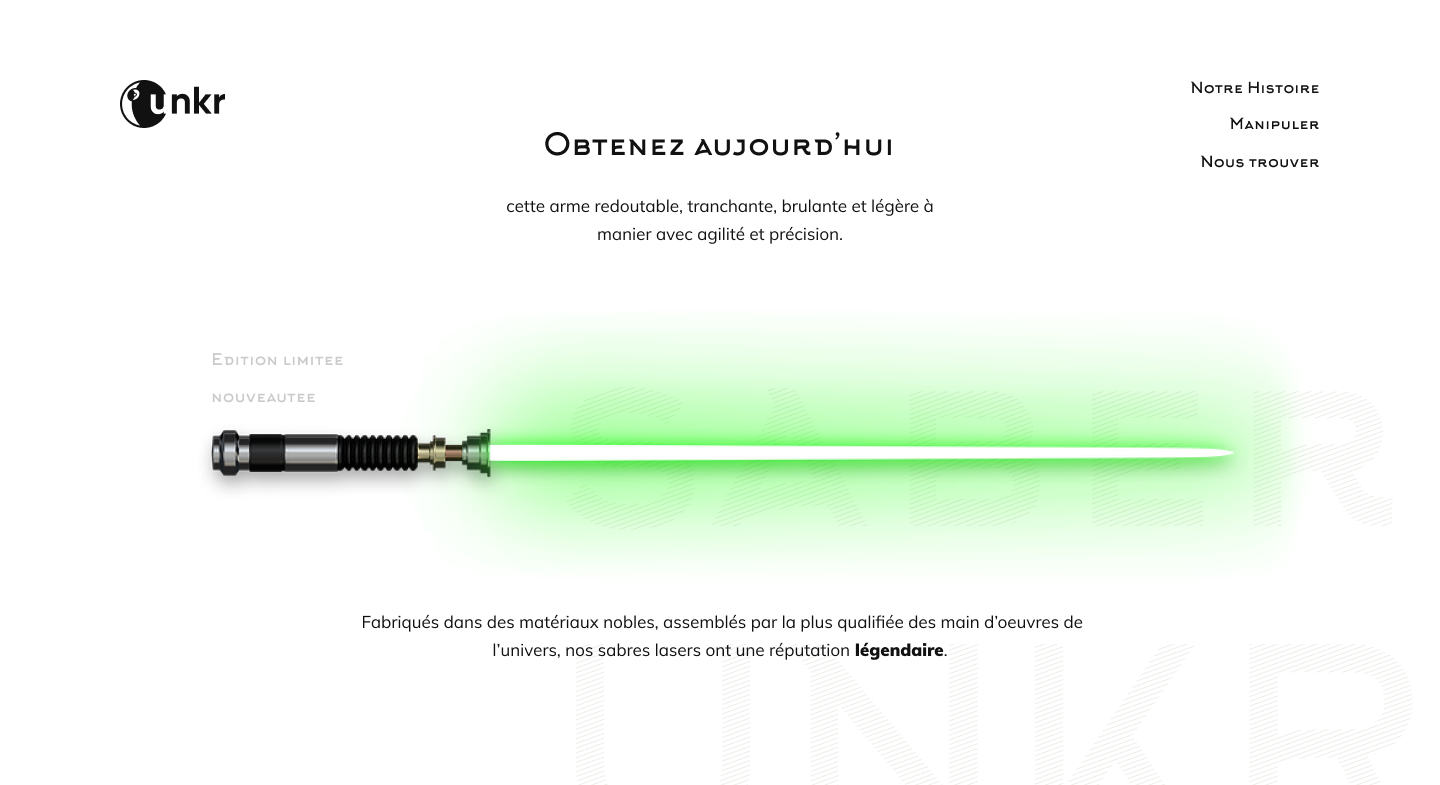 unkr
Notre Histoire
Manipuler
Nous trouver
Obtenez aujourd’hui
cette arme redoutable, tranchante, brulante et légère à
manier avec agilité et précision.
Edition limitee
nouveautee
SABER
Fabriqués dans des matériaux nobles, assemblés par la plus qualifiée des main d’oeuvres de
l’univers, nos sabres lasers ont une réputation légendaire.
UNKR